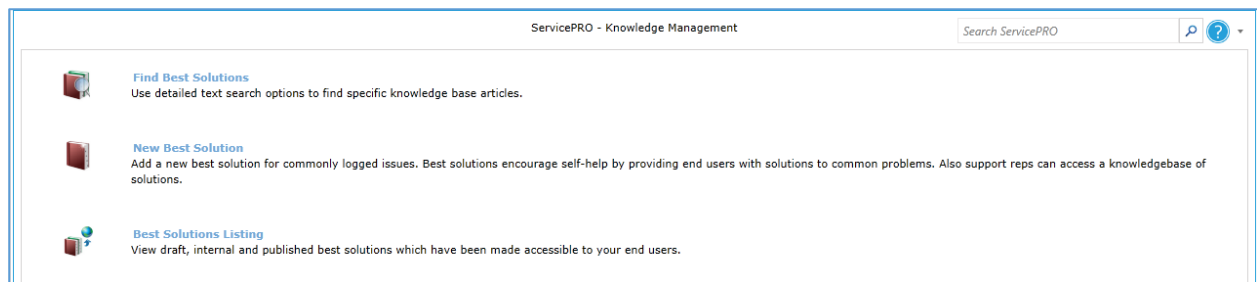 ServicePRO - Knowledge Management
Search ServicePRO
?
Find Best Solutions
Use detailed text search options to find specific knowledge base articles.
New Best Solution
Add a new best solution for commonly logged issues. Best solutions encourage self-help by providing end users with solutions to common problems. Also support reps can access a knowledgebase of
solutions.
Best Solutions Listing
View draft, internal and published best solutions which have been made accessible to your end users.